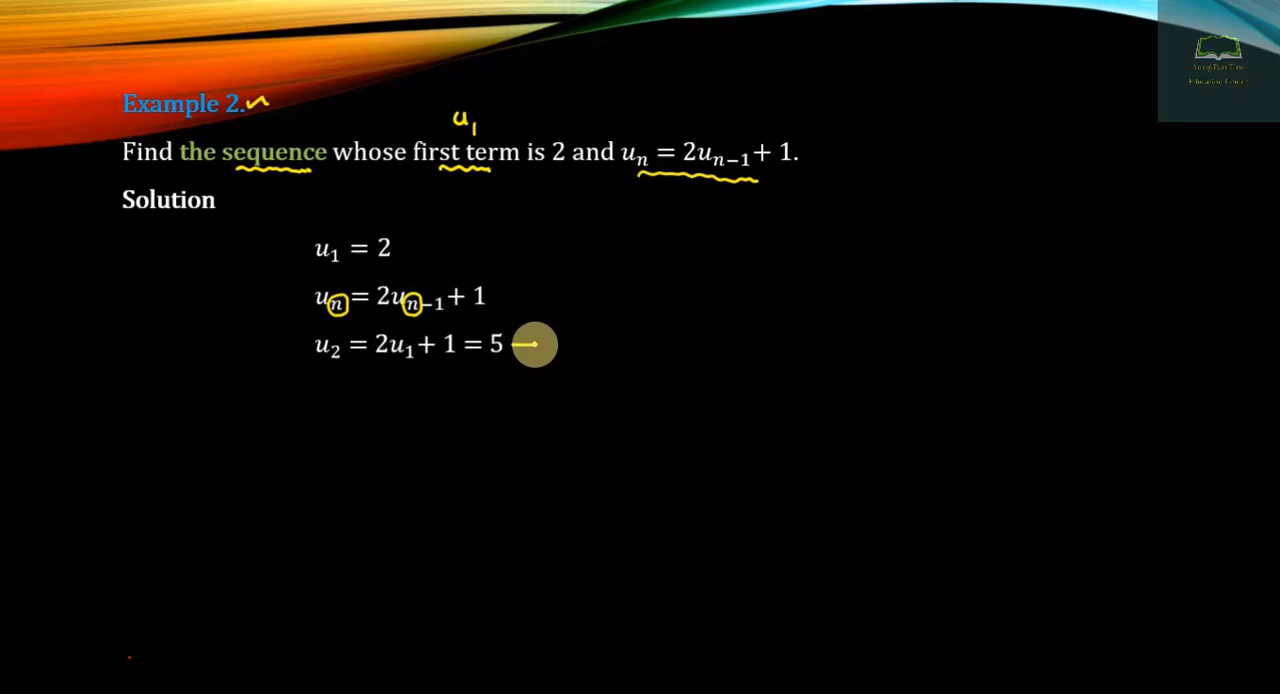 Example 2.
u₁
Find the sequence whose first term is 2 and uₙ = 2uₙ₋₁ + 1.
Solution
u₁ = 2
uₙ = 2uₙ₋₁ + 1
u₂ = 2u₁ + 1 = 5